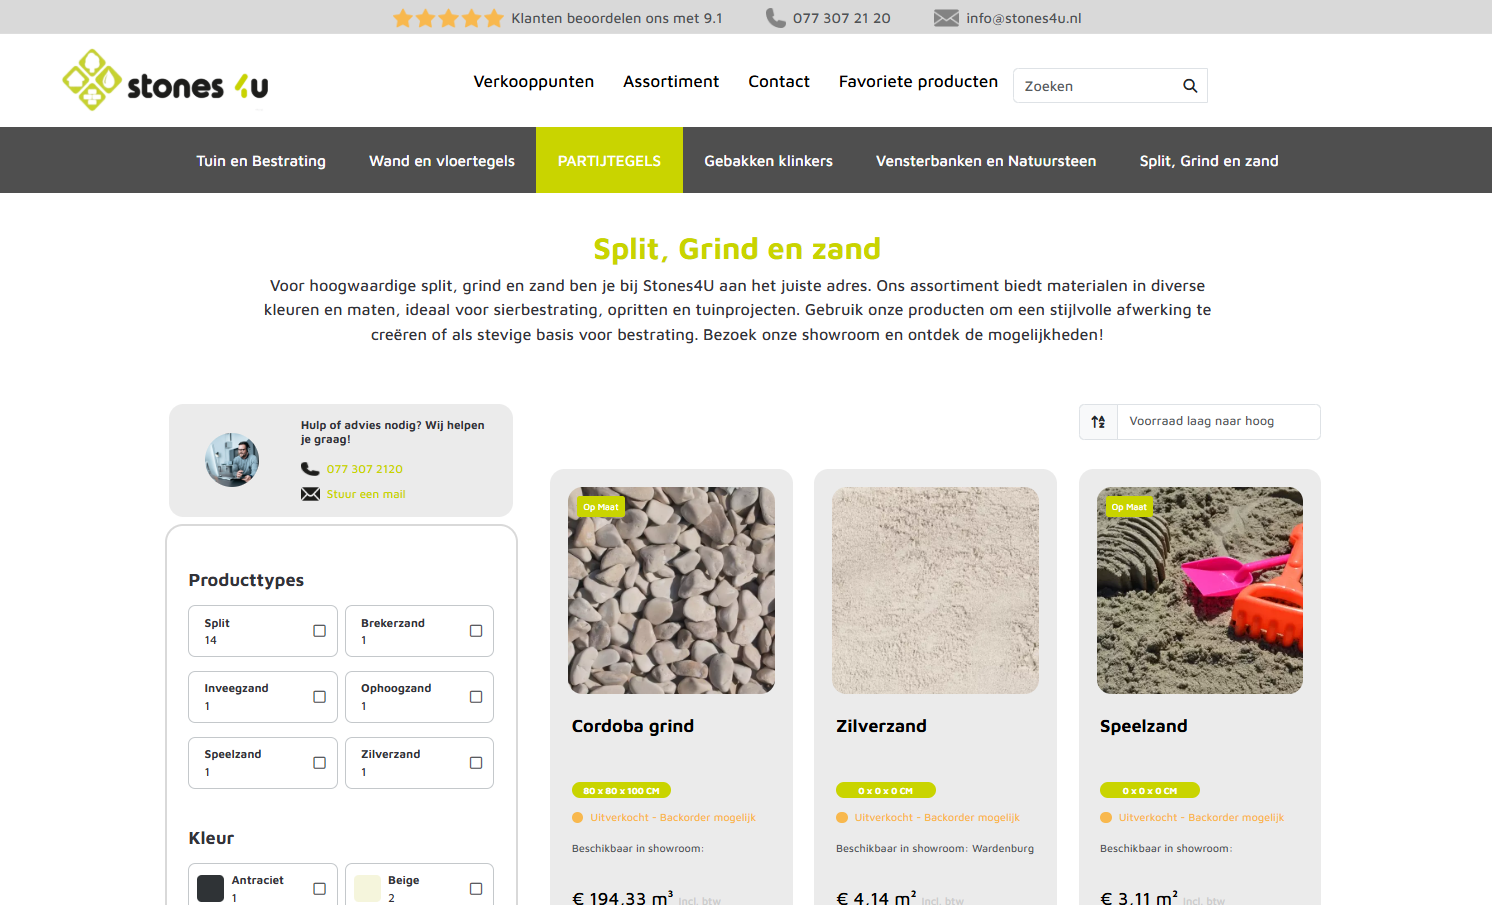 Klanten beoordelen ons met 9.1
077 307 21 20
info@stones4u.nl
stones 4u
Verkooppunten
Assortiment
Contact
Favoriete producten
Zoeken
Tuin en Bestrating
Wand en vloertegels
PARTIJTEGELS
Gebakken klinkers
Vensterbanken en Natuursteen
Split, Grind en zand
Split, Grind en zand
Voor hoogwaardige split, grind en zand ben je bij Stones4U aan het juiste adres. Ons assortiment biedt materialen in diverse
kleuren en maten, ideaal voor sierbestrating, opritten en tuinprojecten. Gebruik onze producten om een stijlvolle afwerking te
creëren of als stevige basis voor bestrating. Bezoek onze showroom en ontdek de mogelijkheden!
Hulp of advies nodig? Wij helpen
je graag!
077 307 2120
Stuur een mail
Voorraad laag naar hoog
Producttypes
Split
14
Brekerzand
1
Inveegzand
1
Ophoogzand
1
Speelzand
1
Zilverzand
1
Kleur
Antraciet
1
Beige
2
Op Maat
Cordoba grind
80 x 80 x 100 CM
Uitverkocht - Backorder mogelijk
Beschikbaar in showroom:
€ 194,33 m³ Incl. btw
Zilverzand
0 x 0 x 0 CM
Uitverkocht - Backorder mogelijk
Beschikbaar in showroom: Wardenburg
€ 4,14 m² Incl. btw
Op Maat
Speelzand
0 x 0 x 0 CM
Uitverkocht - Backorder mogelijk
Beschikbaar in showroom:
€ 3,11 m² Incl. btw